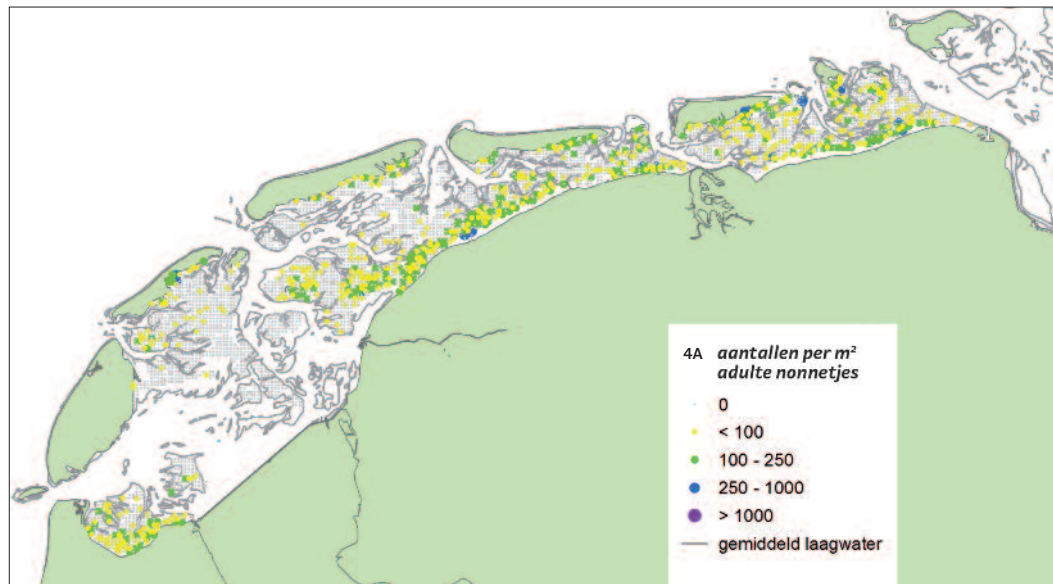 4A aantallen per m²
adulte nonnetjes
0
< 100
100 - 250
250 - 1000
> 1000
gemiddeld laagwater